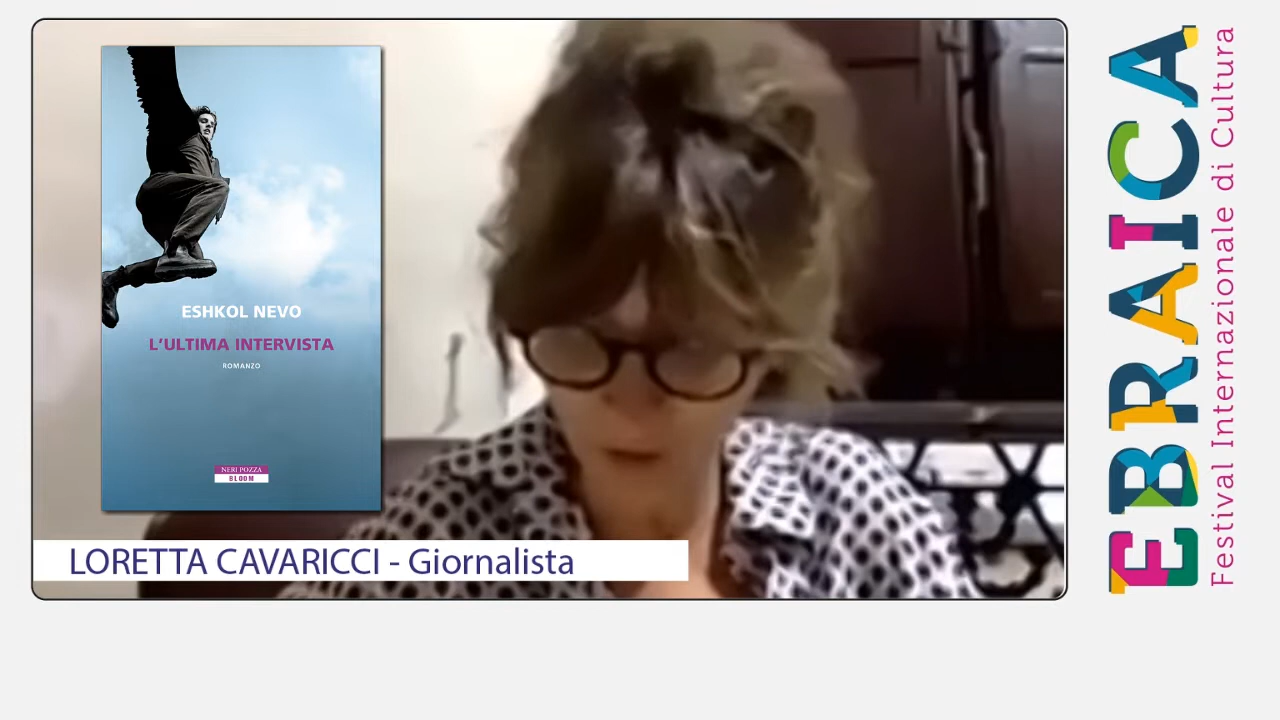 ESHKOL NEVO
L'ULTIMA INTERVISTA
ROMANZO
NERI POZZA
BLOOM
LORETTA CAVARICCI - Giornalista
EBRAICA
Festival Internazionale di Cultura